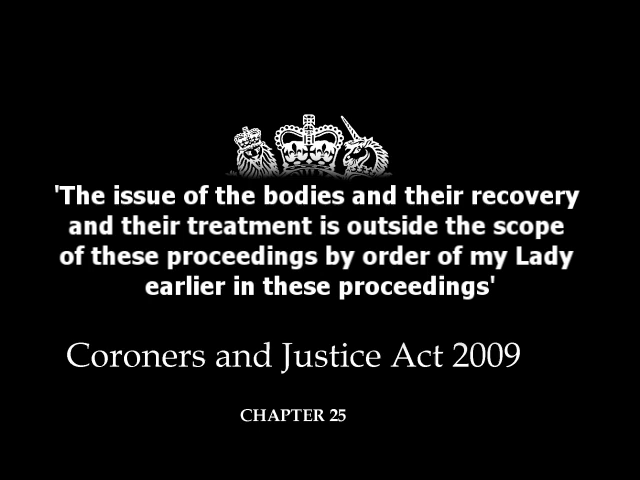 'The issue of the bodies and their recovery
and their treatment is outside the scope
of these proceedings by order of my Lady
earlier in these proceedings'
Coroners and Justice Act 2009
CHAPTER 25